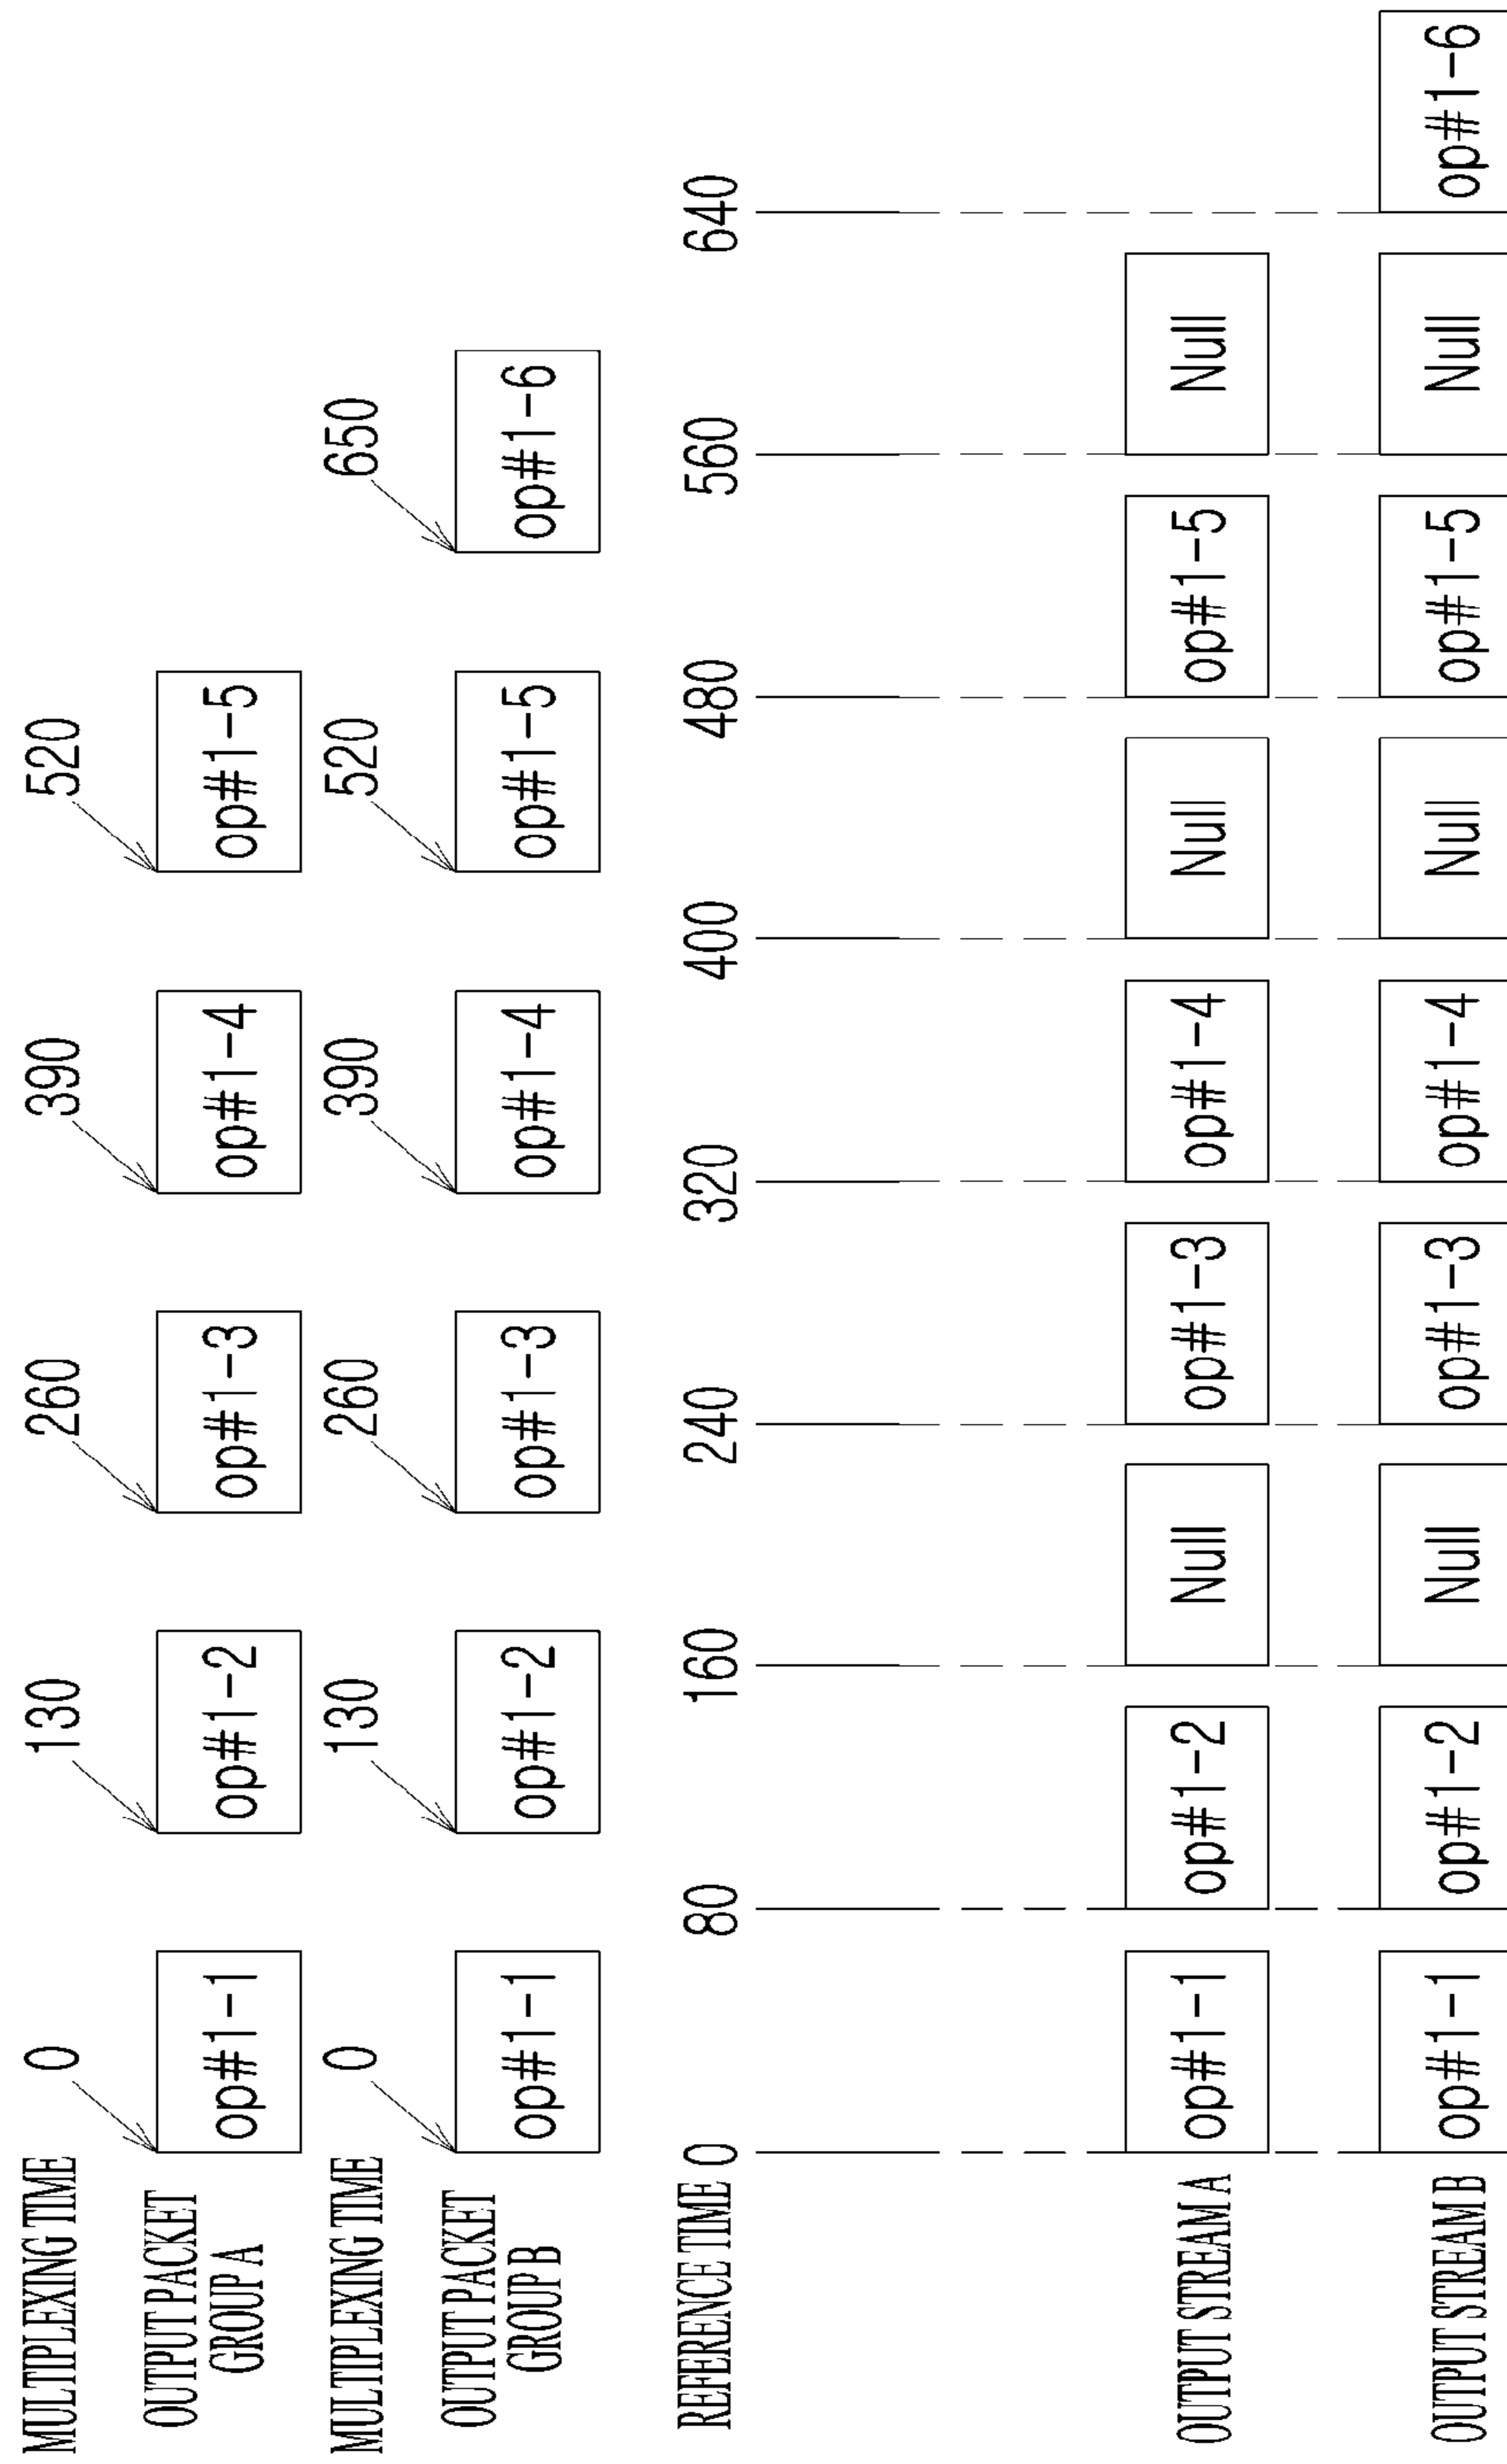 MULTIPLEXING TIME 0 130 260 390 520
OUTPUT PACKET
GROUP A
op#1-1 op#1-2 op#1-3 op#1-4 op#1-5
MULTIPLEXING TIME 0 130 260 390 520 650
OUTPUT PACKET
GROUP B
op#1-1 op#1-2 op#1-3 op#1-4 op#1-5 op#1-6
REFERENCE TIME 0 80 160 240 320 400 480 560 640
OUTPUT STREAM A op#1-1 op#1-2 Null op#1-3 op#1-4 Null op#1-5 Null
OUTPUT STREAM B op#1-1 op#1-2 Null op#1-3 op#1-4 Null op#1-5 Null op#1-6